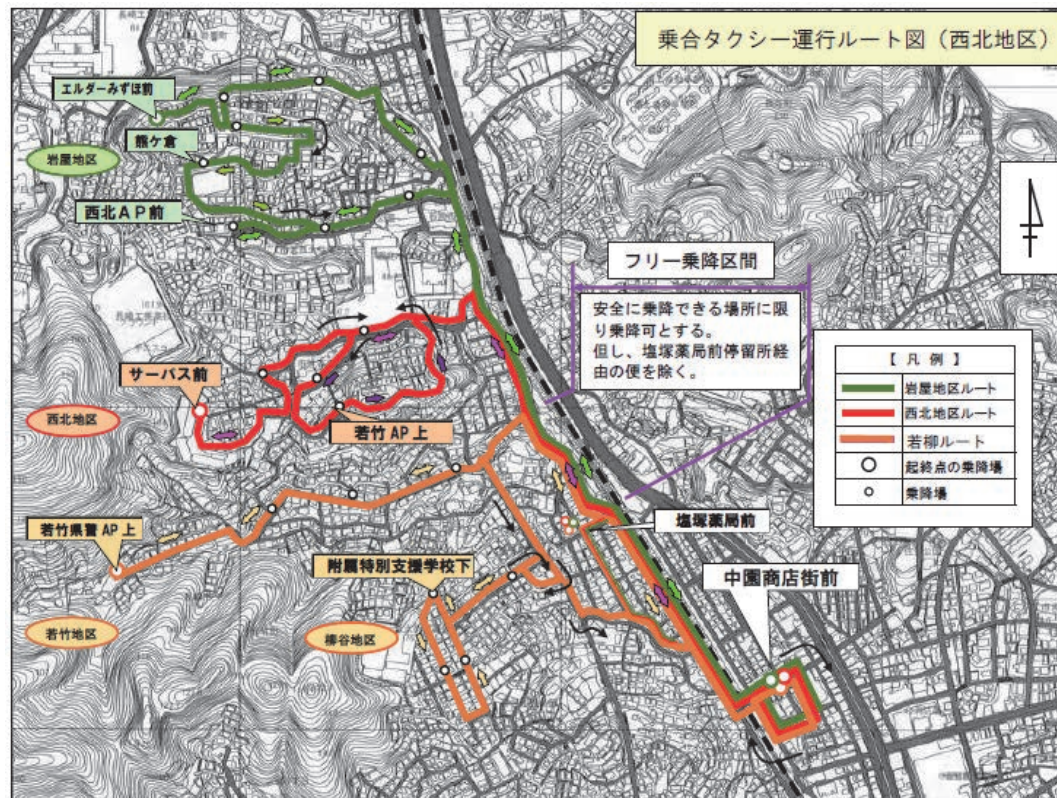 乗合タクシー運行ルート図(西北地区)
エルダーみずほ前
熊ケ倉
岩屋地区
西北AP前
フリー乗降区間
安全に乗降できる場所に限
り乗降可とする。
但し、塩塚薬局前停留所経
由の便を除く。
【 凡 例 】
岩屋地区ルート
西北地区ルート
若柳ルート
起終点の乗降場
乗降場
サーパス前
西北地区
若竹 AP 上
若竹県警 AP 上
塩塚薬局前
附属特別支援学校下
中園商店街前
若竹地区
柳谷地区